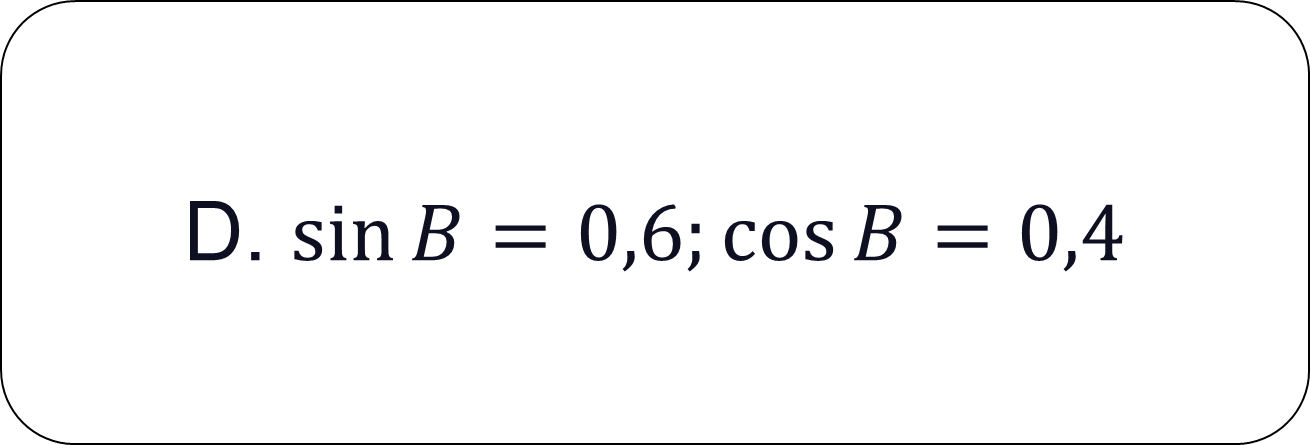 D. sin B = 0,6; cos B = 0,4